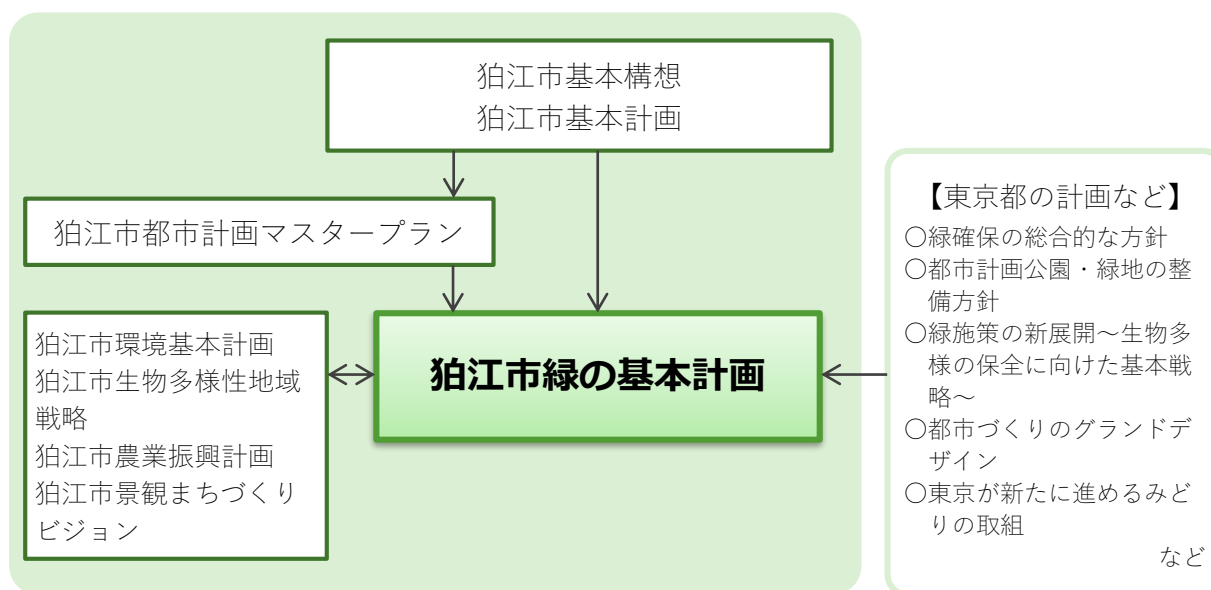 狛江市基本構想
狛江市基本計画
狛江市都市計画マスタープラン
狛江市環境基本計画
狛江市生物多様性地域
戦略
狛江市農業振興計画
狛江市景観まちづくり
ビジョン
狛江市緑の基本計画
【東京都の計画など】
〇緑確保の総合的な方針
〇都市計画公園・緑地の整
備方針
〇緑施策の新展開～生物多
様の保全に向けた基本戦
略～
〇都市づくりのグランドデ
ザイン
〇東京が新たに進めるみど
りの取組
など